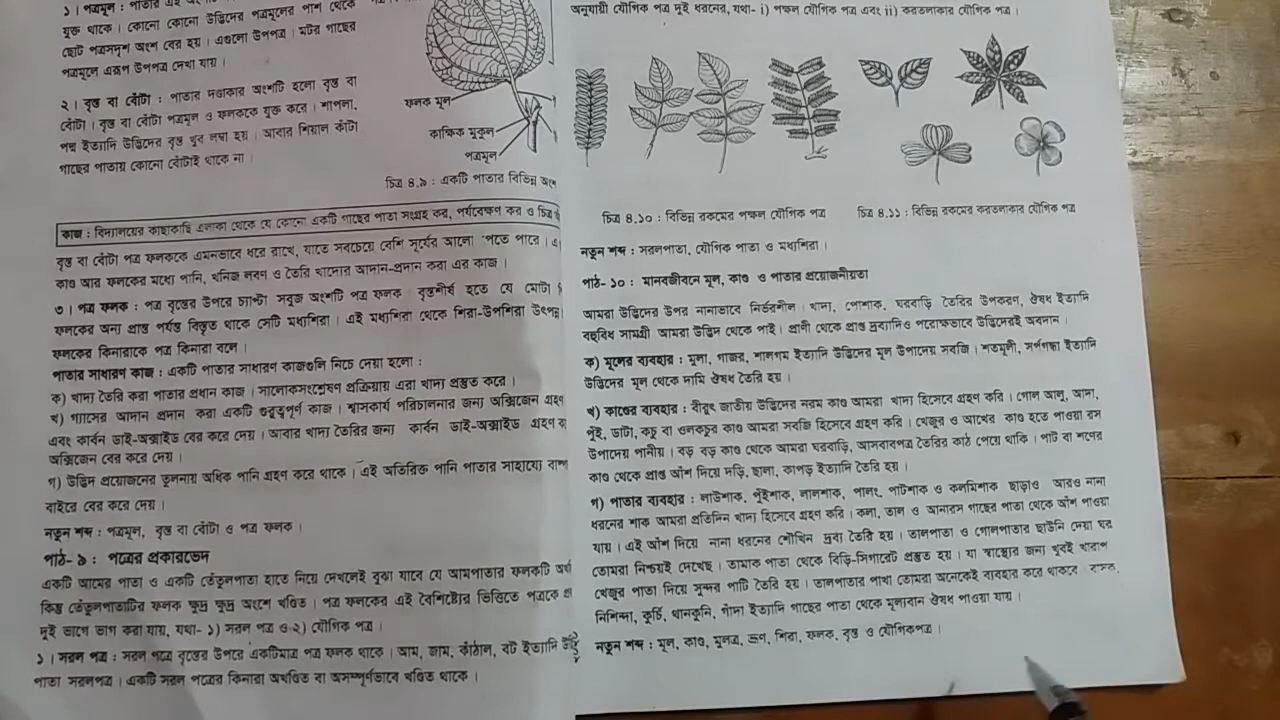 ১। পত্রমূল : পাতার এই
যুক্ত থাকে। কোনো কোনো উদ্ভিদের পত্রমূলের পাশ থেকে
ছোট পত্রসদৃশ অংশ বের হয়। এগুলো উপপত্র। মটর গাছের
পত্রমূলে এরূপ উপপত্র দেখা যায়।
২। বৃন্ত বা বোঁটা : পাতার দণ্ডাকার অংশটি হলো বৃন্ত বা
বোঁটা। বৃন্ত বা বোঁটা পত্রমূল ও ফলককে যুক্ত করে। শাপলা,
পদ্ম ইত্যাদি উদ্ভিদের বৃন্ত খুব লম্বা হয়। আবার শিয়াল কাঁটা
গাছের পাতায় কোনো বোঁটাই থাকে না।
ফলক মূল
কাক্ষিক মুকুল
পত্রমূল
চিত্র ৪.৯ : একটি পাতার বিভিন্ন অংশ
কাজ : বিদ্যালয়ের কাছাকাছি এলাকা থেকে যে কোনো একটি গাছের পাতা সংগ্রহ কর, পর্যবেক্ষণ কর ও চিত্র
বৃন্ত বা বোঁটা পত্র ফলককে এমনভাবে ধরে রাখে, যাতে সবচেয়ে বেশি সূর্যের আলো পেতে পারে।
কাণ্ড আর ফলকের মধ্যে পানি, খনিজ লবণ ও তৈরি খাদ্যের আদান-প্রদান করা এর কাজ।
৩। পত্র ফলক : পত্র বৃন্তের উপরে চ্যাপ্টা সবুজ অংশটি পত্র ফলক। বৃন্তশীর্ষ হতে যে মোটা
ফলকের অন্য প্রান্ত পর্যন্ত বিস্তৃত থাকে সেটি মধ্যশিরা। এই মধ্যশিরা থেকে শিরা-উপশিরা উৎপন্ন
ফলকের কিনারাকে পত্র কিনারা বলে।
পাতার সাধারণ কাজ : একটি পাতার সাধারণ কাজগুলি নিচে দেয়া হলো :
ক) খাদ্য তৈরি করা পাতার প্রধান কাজ। সালোকসংশ্লেষণ প্রক্রিয়ায় এরা খাদ্য প্রস্তুত করে।
খ) গ্যাসের আদান প্রদান করা একটি গুরুত্বপূর্ণ কাজ। শ্বাসকার্য পরিচালনার জন্য অক্সিজেন গ্রহণ
এবং কার্বন ডাই-অক্সাইড বের করে দেয়। আবার খাদ্য তৈরির জন্য কার্বন ডাই-অক্সাইড গ্রহণ
অক্সিজেন বের করে দেয়।
গ) উদ্ভিদ প্রয়োজনের তুলনায় অধিক পানি গ্রহণ করে থাকে। এই অতিরিক্ত পানি পাতার সাহায্যে
বাইরে বের করে দেয়।
নতুন শব্দ : পত্রমূল, বৃন্ত বা বোঁটা ও পত্র ফলক।
পাঠ- ৯ : পত্রের প্রকারভেদ
একটি আমের পাতা ও একটি তেঁতুলপাতা হাতে নিয়ে দেখলেই বুঝা যাবে যে আমপাতার ফলকটি
কিন্তু তেঁতুলপাতাটির ফলক ক্ষুদ্র ক্ষুদ্র অংশে খণ্ডিত। পত্র ফলকের এই বৈশিষ্ট্যের ভিত্তিতে পত্রকে
দুই ভাগে ভাগ করা যায়, যথা- ১) সরল পত্র ও ২) যৌগিক পত্র।
১। সরল পত্র : সরল পত্রে বৃন্তের উপরে একটিমাত্র পত্র ফলক থাকে। আম, জাম, কাঁঠাল, বট ইত্যাদি
পাতা সরলপত্র। একটি সরল পত্রের কিনারা অখণ্ডিত বা অসম্পূর্ণভাবে খণ্ডিত থাকে।
অনুযায়ী যৌগিক পত্র দুই ধরনের, যথা- i) পক্ষল যৌগিক পত্র এবং ii) করতলাকার যৌগিক পত্র।
চিত্র ৪.১০ : বিভিন্ন রকমের পক্ষল যৌগিক পত্র
চিত্র ৪.১১ : বিভিন্ন রকমের করতলাকার যৌগিক পত্র
নতুন শব্দ : সরলপাতা, যৌগিক পাতা ও মধ্যশিরা।
পাঠ- ১০ : মানবজীবনে মূল, কাণ্ড ও পাতার প্রয়োজনীয়তা
আমরা উদ্ভিদের উপর নানাভাবে নির্ভরশীল। খাদ্য, পোশাক, ঘরবাড়ি তৈরির উপকরণ, ঔষধ ইত্যাদি
বহুবিধ সামগ্রী আমরা উদ্ভিদ থেকে পাই। প্রাণী থেকে প্রাপ্ত দ্রব্যাদিও পরোক্ষভাবে উদ্ভিদেরই অবদান।
ক) মূলের ব্যবহার : মূলা, গাজর, শালগম ইত্যাদি উদ্ভিদের মূল উপাদেয় সবজি। শতমূলী, সর্পগন্ধা ইত্যাদি
উদ্ভিদের মূল থেকে দামি ঔষধ তৈরি হয়।
খ) কাণ্ডের ব্যবহার : বীরুৎ জাতীয় উদ্ভিদের নরম কাণ্ড আমরা খাদ্য হিসেবে গ্রহণ করি। গোল আলু, আদা,
পুঁই, ডাটা, কচু বা ওলকচুর কাণ্ড আমরা সবজি হিসেবে গ্রহণ করি। খেজুর ও আখের কাণ্ড হতে পাওয়া রস
উপাদেয় পানীয়। বড় বড় কাণ্ড থেকে আমরা ঘরবাড়ি, আসবাবপত্র তৈরির কাঠ পেয়ে থাকি। পাট বা শণের
কাণ্ড থেকে প্রাপ্ত আঁশ দিয়ে দড়ি, ছালা, কাপড় ইত্যাদি তৈরি হয়।
গ) পাতার ব্যবহার : লাউশাক, পুঁইশাক, লালশাক, পালং, পাটশাক ও কলমিশাক ছাড়াও আরও নানা
ধরনের শাক আমরা প্রতিদিন খাদ্য হিসেবে গ্রহণ করি। কলা, তাল ও আনারস গাছের পাতা থেকে আঁশ পাওয়া
যায়। এই আঁশ দিয়ে নানা ধরনের শৌখিন দ্রব্য তৈরি হয়। তালপাতা ও গোলপাতার ছাউনি দেয়া ঘর
তোমরা নিশ্চয়ই দেখেছ। তামাক পাতা থেকে বিড়ি-সিগারেট প্রস্তুত হয়। যা স্বাস্থ্যের জন্য খুবই খারাপ
খেজুর পাতা দিয়ে সুন্দর পাটি তৈরি হয়। তালপাতার পাখা তোমরা অনেকেই ব্যবহার করে থাকবে
নিশিন্দা, কুর্চি, থানকুনি, গাঁদা ইত্যাদি গাছের পাতা থেকে মূল্যবান ঔষধ পাওয়া যায়।
নতুন শব্দ : মূল, কাণ্ড, মূলত্র, ভ্রূণ, শিরা, ফলক, বৃন্ত ও যৌগিকপত্র।